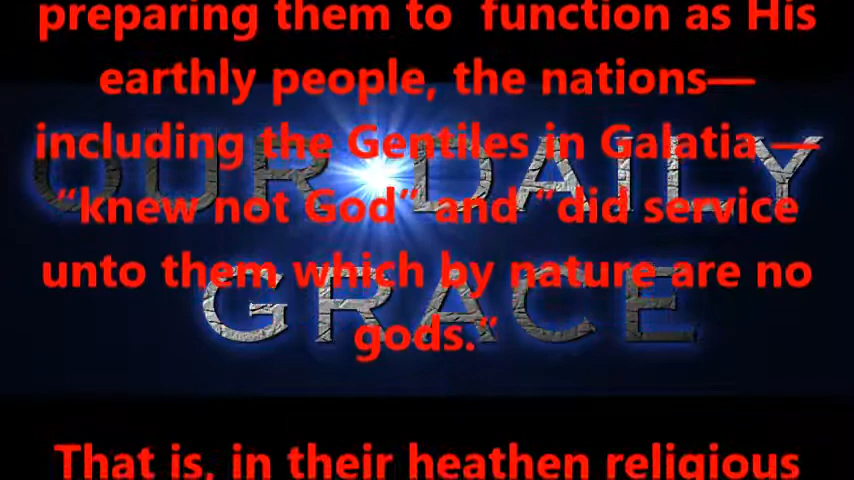 preparing them to function as His
earthly people, the nations—
including the Gentiles in Galatia —
“knew not God“ and “did service
unto them which by nature are no
gods.“
That is, in their heathen religious
OUR DAILY
GRACE